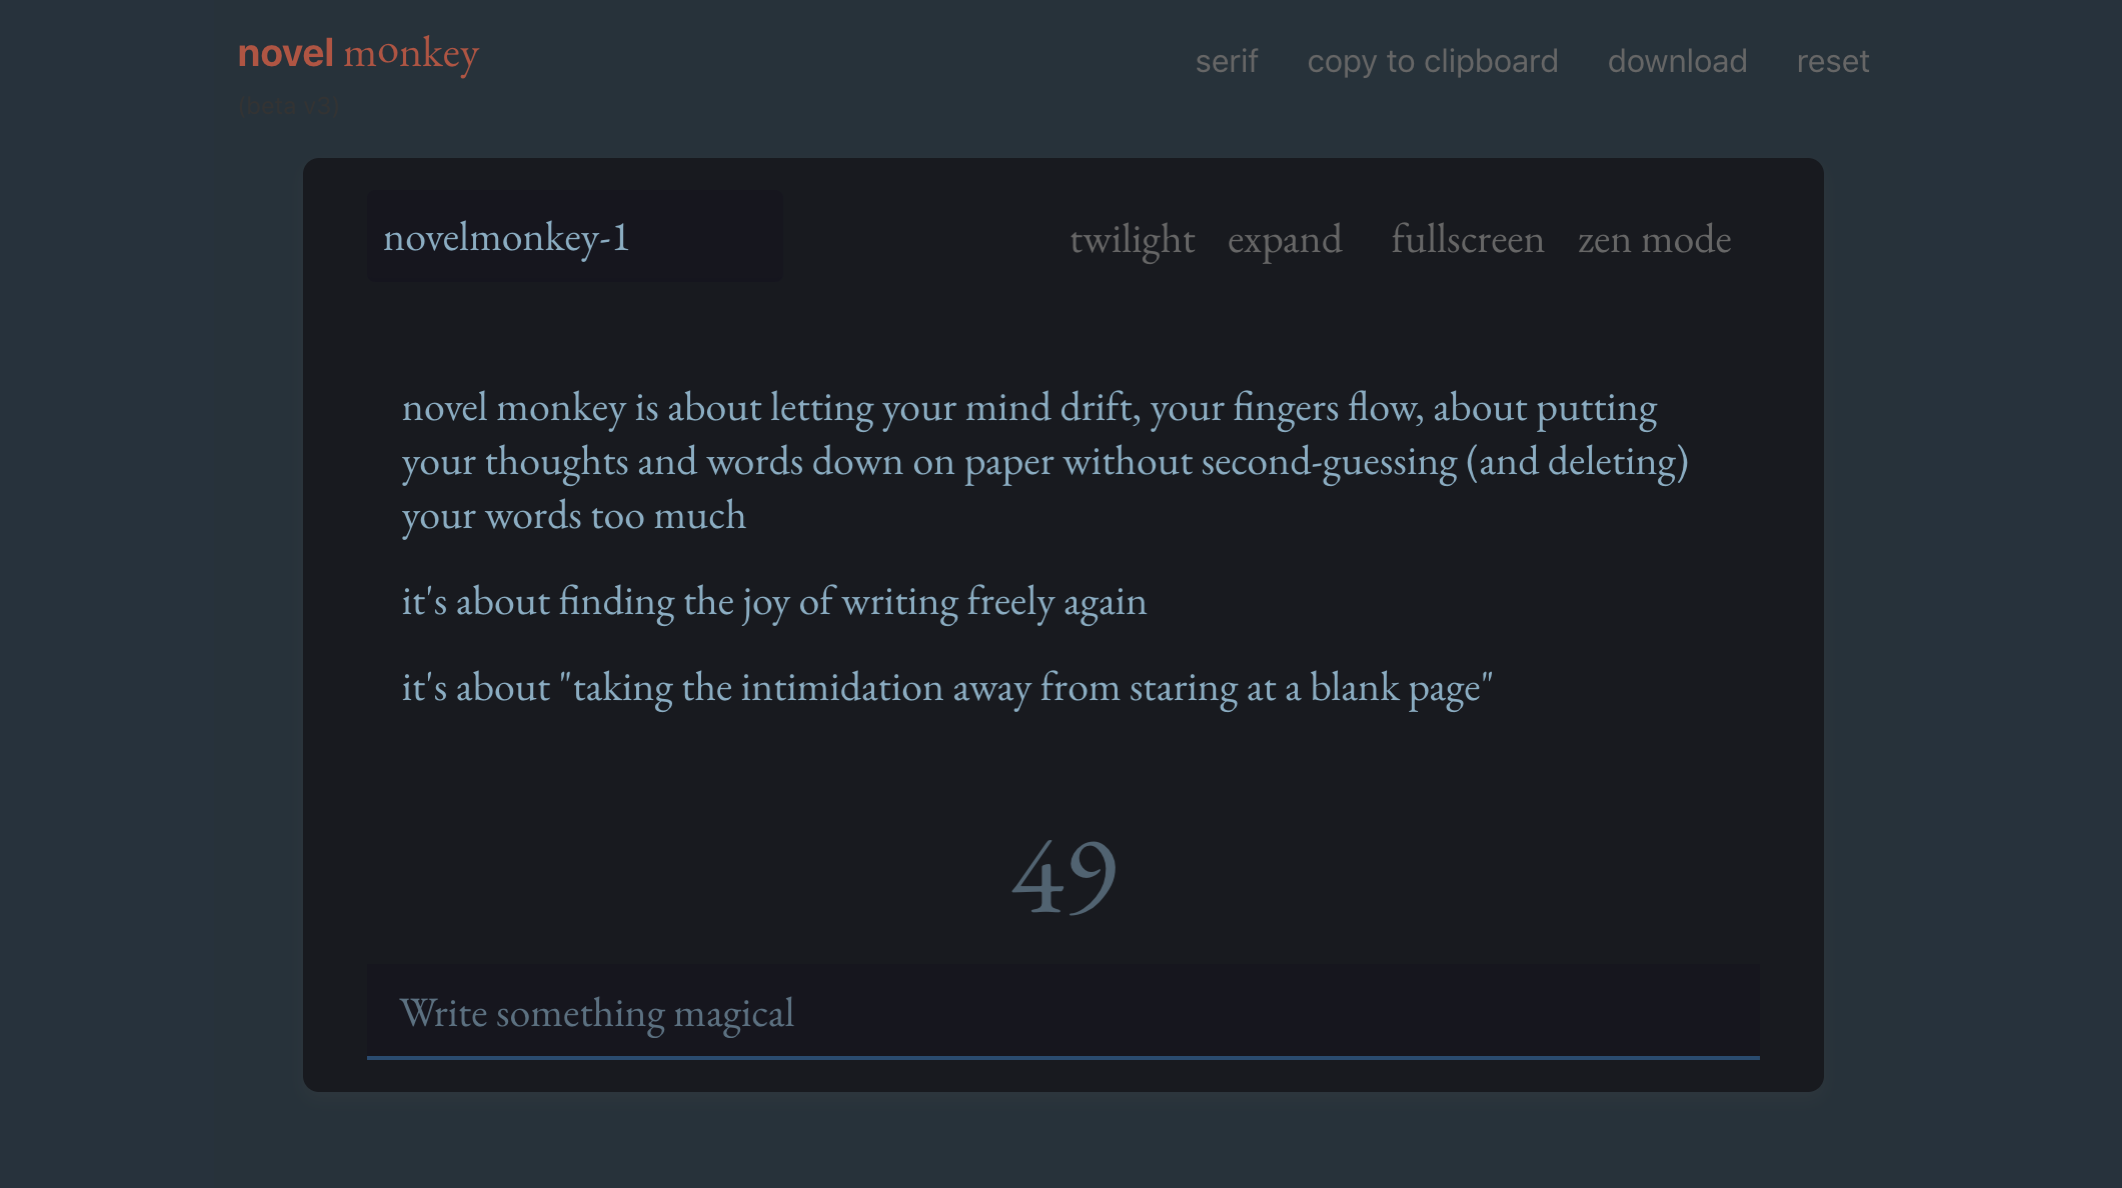 novel monkey
serif copy to clipboard download reset
novelmonkey-1
twilight expand fullscreen zen mode
novel monkey is about letting your mind drift, your fingers flow, about putting
your thoughts and words down on paper without second-guessing (and deleting)
your words too much
it's about finding the joy of writing freely again
it's about "taking the intimidation away from staring at a blank page"
49
Write something magical